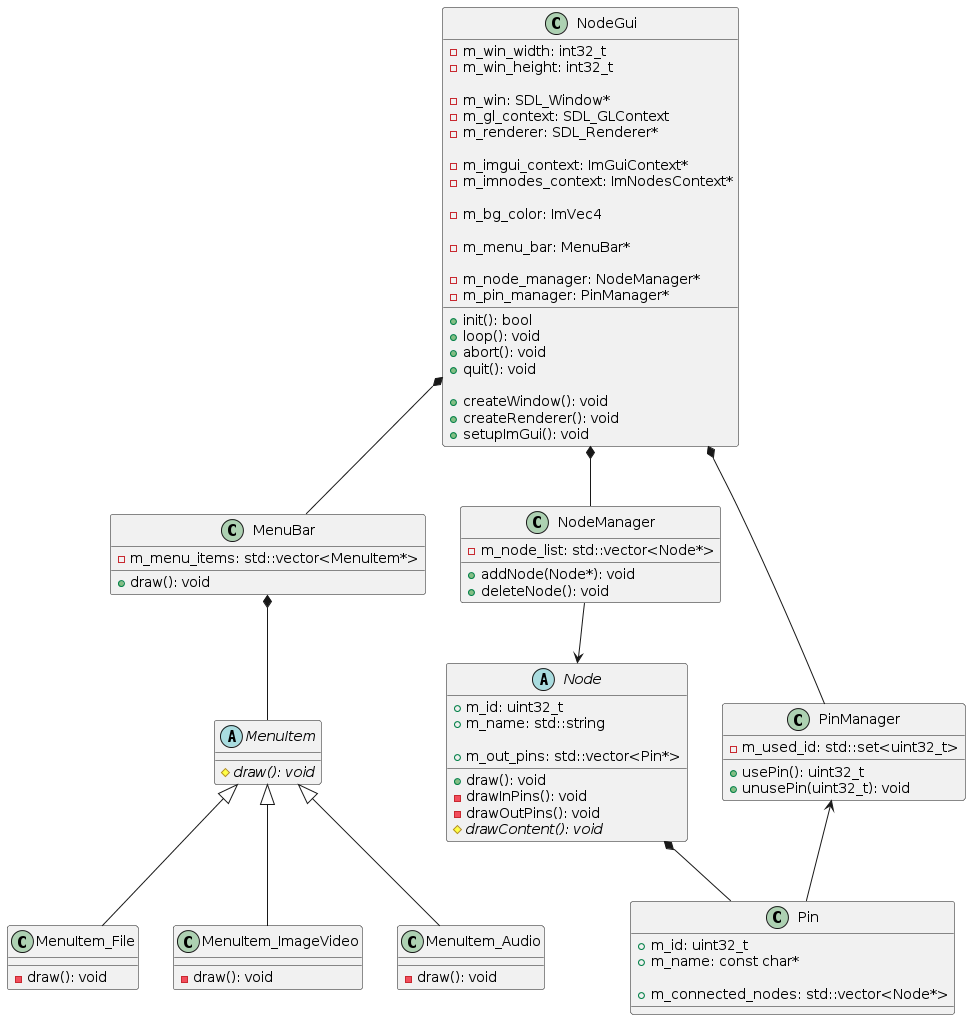 C NodeGui
m_win_width: int32_t
m_win_height: int32_t
m_win: SDL_Window*
m_gl_context: SDL_GLContext
m_renderer: SDL_Renderer*
m_imgui_context: ImGuiContext*
m_imnodes_context: ImNodesContext*
m_bg_color: ImVec4
m_menu_bar: MenuBar*
m_node_manager: NodeManager*
m_pin_manager: PinManager*
init(): bool
loop(): void
abort(): void
quit(): void
createWindow(): void
createRenderer(): void
setupImGui(): void
C MenuBar
m_menu_items: std::vector<MenuItem*>
draw(): void
C NodeManager
m_node_list: std::vector<Node*>
addNode(Node*): void
deleteNode(): void
A Node
m_id: uint32_t
m_name: std::string
m_out_pins: std::vector<Pin*>
draw(): void
drawInPins(): void
drawOutPins(): void
drawContent(): void
C PinManager
m_used_id: std::set<uint32_t>
usePin(): uint32_t
unusePin(uint32_t): void
A MenuItem
draw(): void
C MenuItem_File
draw(): void
C MenuItem_ImageVideo
draw(): void
C MenuItem_Audio
draw(): void
C Pin
m_id: uint32_t
m_name: const char*
m_connected_nodes: std::vector<Node*>